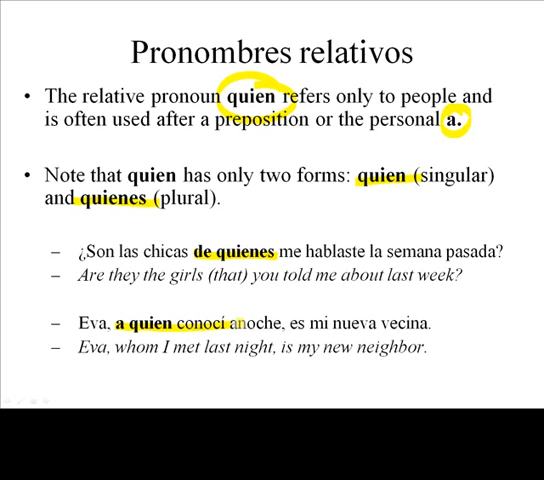 Pronombres relativos
• The relative pronoun quien refers only to people and
is often used after a preposition or the personal a.
• Note that quien has only two forms: quien (singular)
and quienes (plural).
– ¿Son las chicas de quienes me hablaste la semana pasada?
– Are they the girls (that) you told me about last week?
– Eva, a quien conocí anoche, es mi nueva vecina.
– Eva, whom I met last night, is my new neighbor.